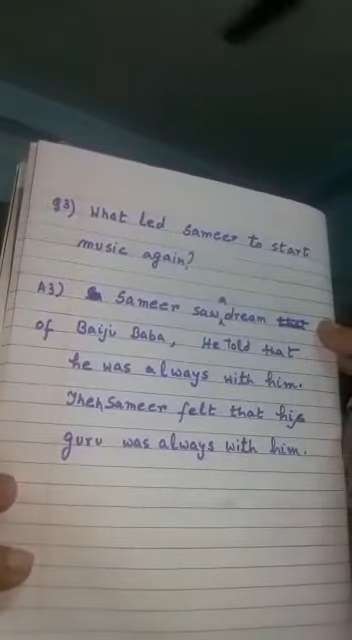 Q3) What led Sameer to start
music again?
A3) Sameer saw a dream that
of Baiju Baba, He Told that
he was always with him.
Then Sameer felt that his
guru was always with him.